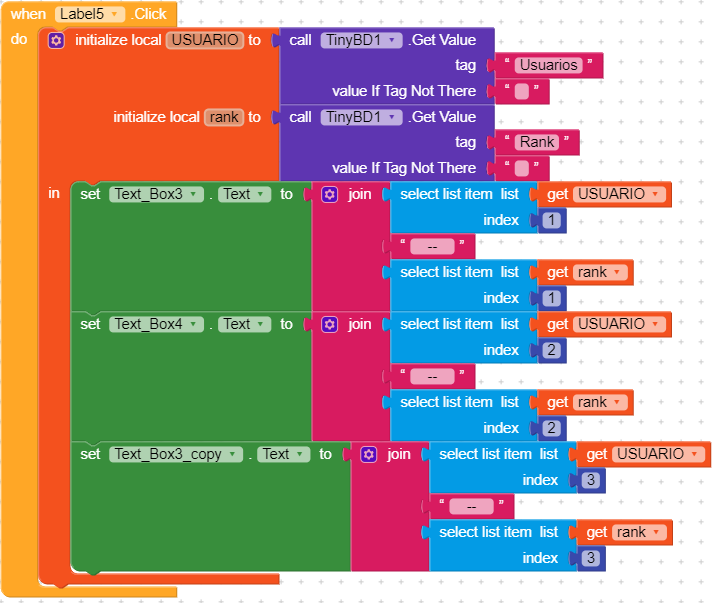 when Label5 .Click
do initialize local USUARIO to call TinyBD1 .Get Value
tag “ Usuarios ”
value If Tag Not There “ ”
initialize local rank to call TinyBD1 .Get Value
tag “ Rank ”
value If Tag Not There “ ”
in set Text_Box3 . Text to join select list item list get USUARIO
index 1
“ -- ”
select list item list get rank
index 1
set Text_Box4 . Text to join select list item list get USUARIO
index 2
“ -- ”
select list item list get rank
index 2
set Text_Box3_copy . Text to join select list item list get USUARIO
index 3
“ -- ”
select list item list get rank
index 3